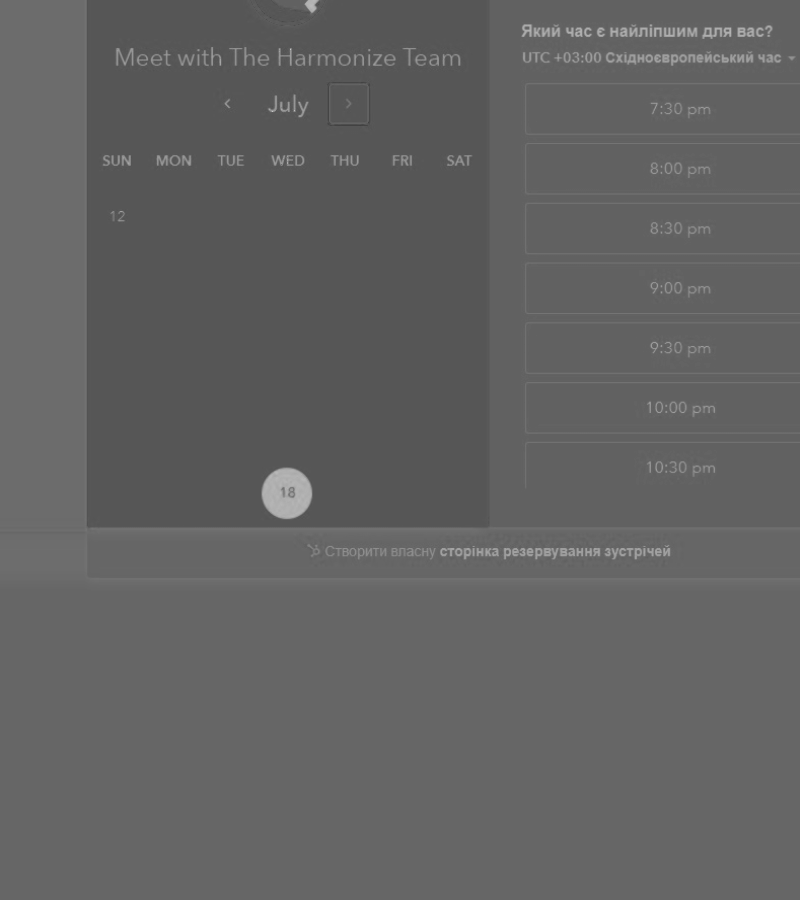 Meet with The Harmonize Team
July
SUN MON TUE WED THU FRI SAT
12
18
Який час є найліпшим для вас?
UTC +03:00 Східноєвропейський час
7:30 pm
8:00 pm
8:30 pm
9:00 pm
9:30 pm
10:00 pm
10:30 pm
Створити власну сторінка резервування зустрічей